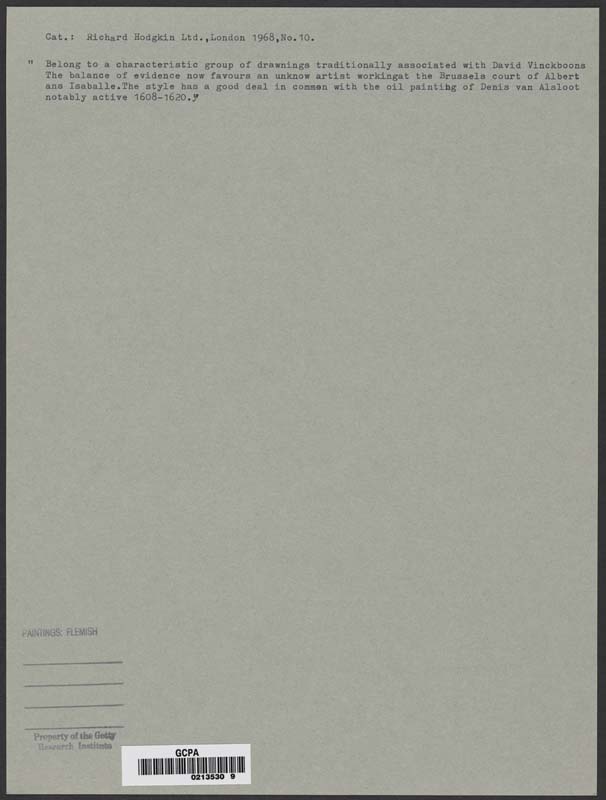 Cat.: Richard Hodgkin Ltd.,London 1968,No.10.
" Belong to a characteristic group of drawnings traditionally associated with David Vinckboons
The balance of evidence now favours an unknow artist workingat the Brussels court of Albert
ans Isaballe.The style has a good deal in common with the oil painting of Denis van Alsloot
notably active 1608-1620."
PAINTINGS: FLEMISH
Property of the Getty
Research Institute
GCPA
0213530 9